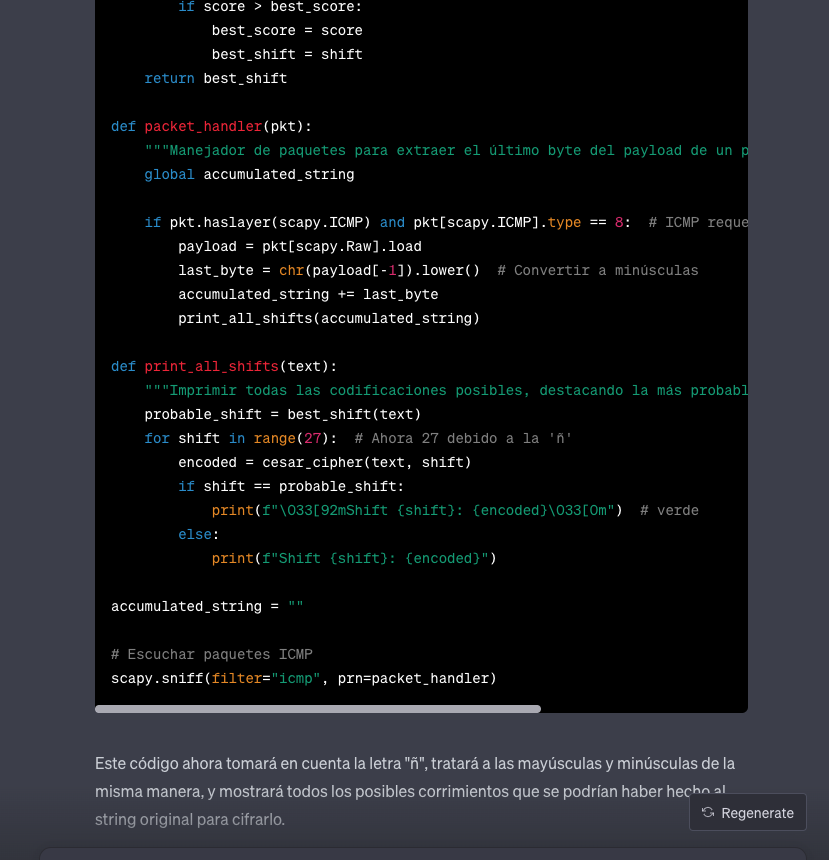 if score > best_score:
            best_score = score
            best_shift = shift
    return best_shift

def packet_handler(pkt):
    """Manejador de paquetes para extraer el último byte del payload de un p
    global accumulated_string

    if pkt.haslayer(scapy.ICMP) and pkt[scapy.ICMP].type == 8:  # ICMP reque
        payload = pkt[scapy.Raw].load
        last_byte = chr(payload[-1]).lower()  # Convertir a minúsculas
        accumulated_string += last_byte
        print_all_shifts(accumulated_string)

def print_all_shifts(text):
    """Imprimir todas las codificaciones posibles, destacando la más probabl
    probable_shift = best_shift(text)
    for shift in range(27):  # Ahora 27 debido a la 'ñ'
        encoded = cesar_cipher(text, shift)
        if shift == probable_shift:
            print(f"\033[92mShift {shift}: {encoded}\033[0m")  # verde
        else:
            print(f"Shift {shift}: {encoded}")

accumulated_string = ""

# Escuchar paquetes ICMP
scapy.sniff(filter="icmp", prn=packet_handler)

Este código ahora tomará en cuenta la letra "ñ", tratará a las mayúsculas y minúsculas de la
misma manera, y mostrará todos los posibles corrimientos que se podrían haber hecho al
string original para cifrarlo.
Regenerate